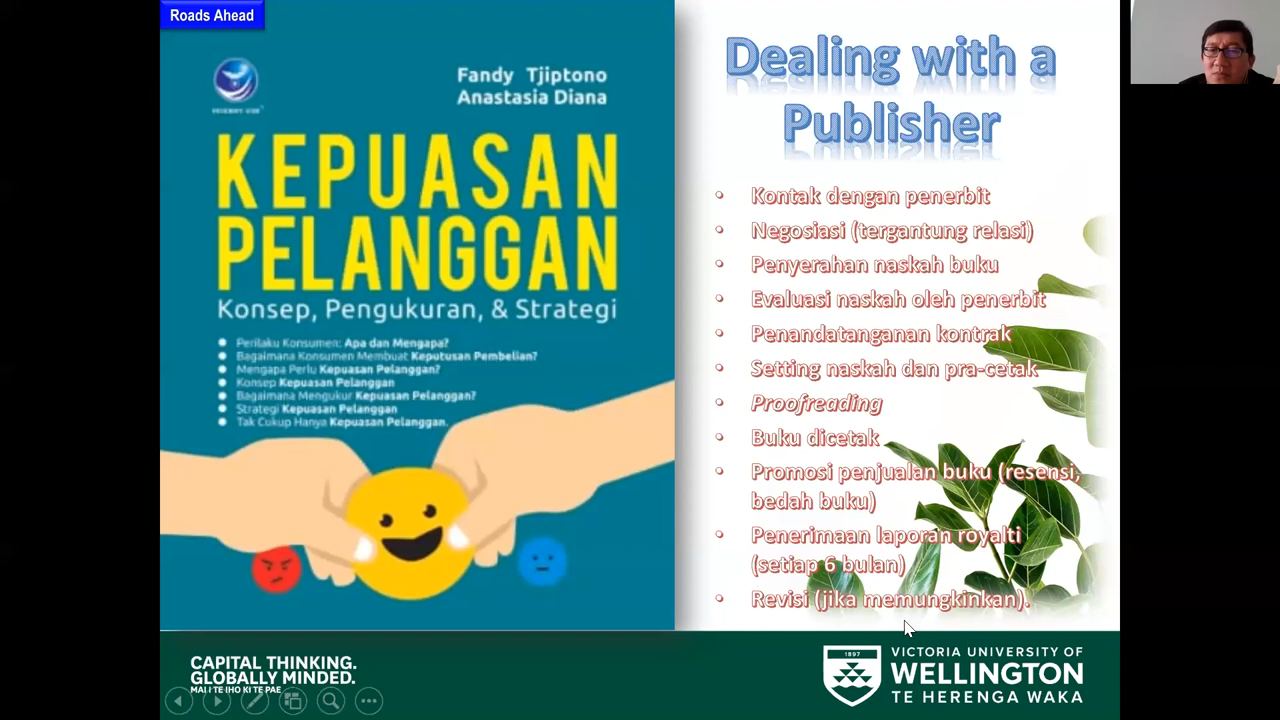 Roads Ahead
Fandy Tjiptono
Anastasia Diana
KEPUASAN
PELANGGAN
Konsep, Pengukuran, & Strategi
Perilaku Konsumen: Apa dan Mengapa?
Bagaimana Konsumen Membuat Keputusan Pembelian?
Mengapa Perlu Kepuasan Pelanggan?
Konsep Kepuasan Pelanggan
Bagaimana Mengukur Kepuasan Pelanggan?
Strategi Kepuasan Pelanggan
Tak Cukup Hanya Kepuasan Pelanggan.
Dealing with a
Publisher
• Kontak dengan penerbit
• Negosiasi (tergantung relasi)
• Penyerahan naskah buku
• Evaluasi naskah oleh penerbit
• Penandatanganan kontrak
• Setting naskah dan pra-cetak
• Proofreading
• Buku dicetak
• Promosi penjualan buku (resensi,
bedah buku)
• Penerimaan laporan royalti
(setiap 6 bulan)
• Revisi (jika memungkinkan).
CAPITAL THINKING.
GLOBALLY MINDED.
MAI I TE IHO KI TE PAE
1897
VICTORIA UNIVERSITY OF
WELLINGTON
TE HERENGA WAKA